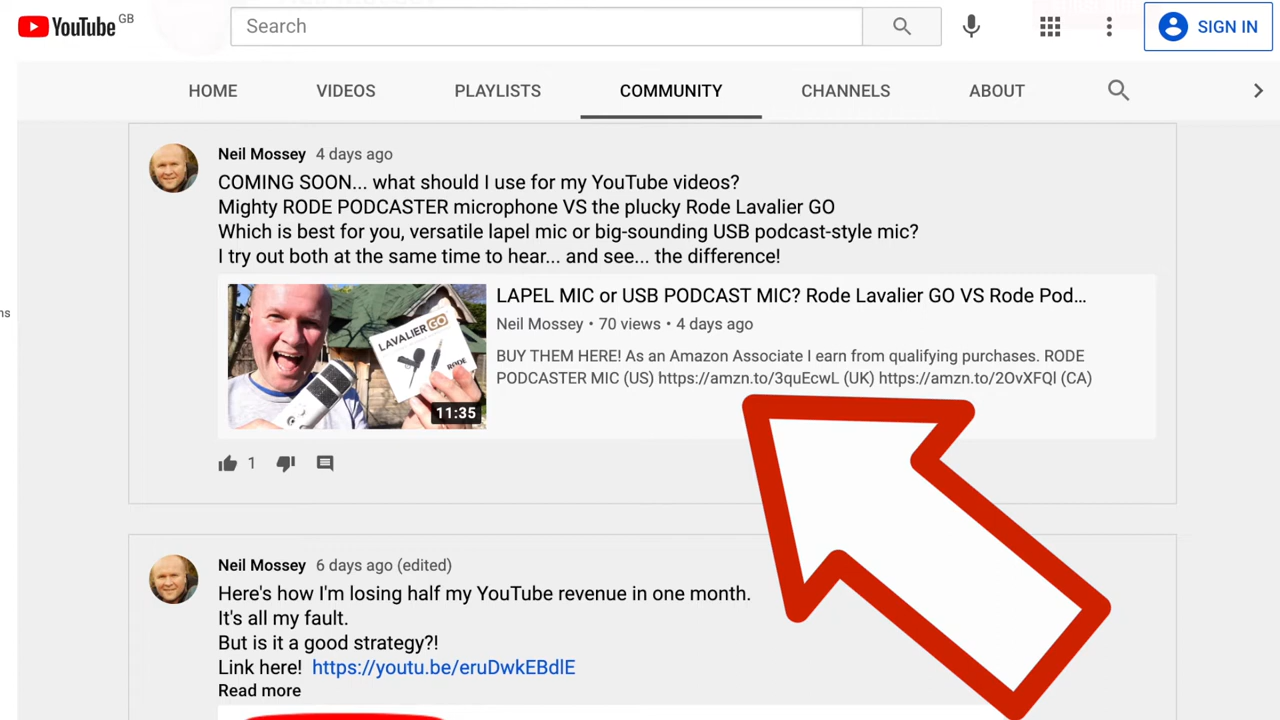 YouTube GB
Search
SIGN IN
HOME VIDEOS PLAYLISTS COMMUNITY CHANNELS ABOUT
Neil Mossey 4 days ago
COMING SOON... what should I use for my YouTube videos?
Mighty RODE PODCASTER microphone VS the plucky Rode Lavalier GO
Which is best for you, versatile lapel mic or big-sounding USB podcast-style mic?
I try out both at the same time to hear... and see... the difference!
LAVALIER GO
RODE
11:35
LAPEL MIC or USB PODCAST MIC? Rode Lavalier GO VS Rode Pod...
Neil Mossey • 70 views • 4 days ago
BUY THEM HERE! As an Amazon Associate I earn from qualifying purchases. RODE
PODCASTER MIC (US) https://amzn.to/3quEcwL (UK) https://amzn.to/2OvXFQl (CA)
1
ns
Neil Mossey 6 days ago (edited)
Here's how I'm losing half my YouTube revenue in one month.
It's all my fault.
But is it a good strategy?!
Link here! https://youtu.be/eruDwkEBdlE
Read more